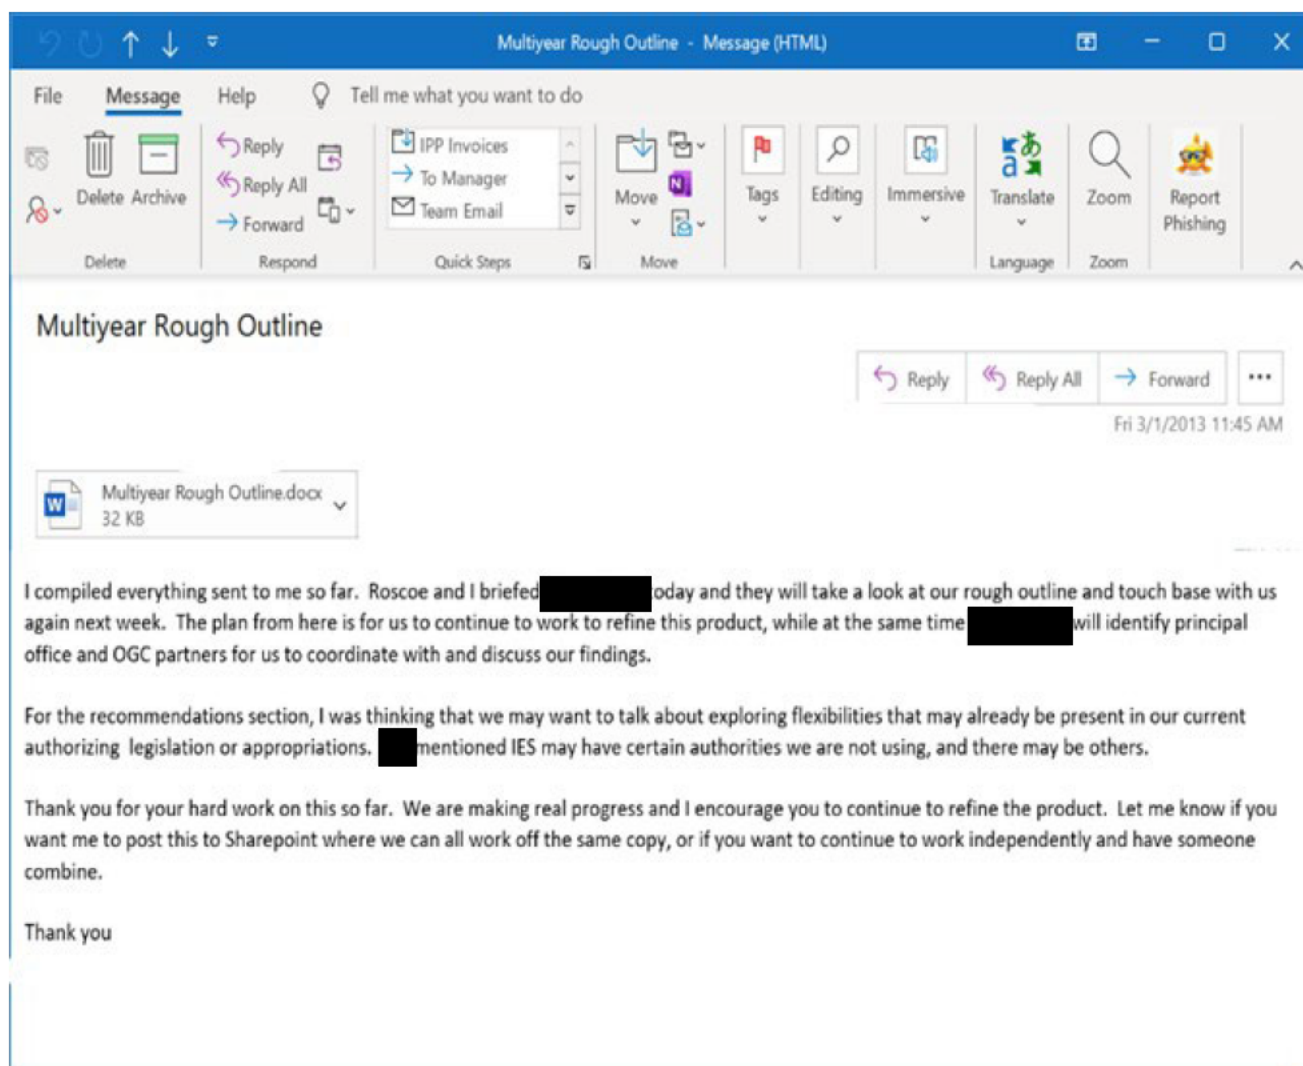 Multiyear Rough Outline - Message (HTML)
File Message Help Tell me what you want to do
Delete Archive
Delete
Reply
Reply All
Forward
Respond
IPP Invoices
To Manager
Team Email
Quick Steps
Move
Move
Tags
Editing
Immersive
Translate
Language
Zoom
Zoom
Report
Phishing
Multiyear Rough Outline
Reply Reply All Forward
Fri 3/1/2013 11:45 AM
Multiyear Rough Outline.docx
32 KB
I compiled everything sent to me so far. Roscoe and I briefed oday and they will take a look at our rough outline and touch base with us
again next week. The plan from here is for us to continue to work to refine this product, while at the same time will identify principal
office and OGC partners for us to coordinate with and discuss our findings.
For the recommendations section, I was thinking that we may want to talk about exploring flexibilities that may already be present in our current
authorizing legislation or appropriations. mentioned IES may have certain authorities we are not using, and there may be others.
Thank you for your hard work on this so far. We are making real progress and I encourage you to continue to refine the product. Let me know if you
want me to post this to Sharepoint where we can all work off the same copy, or if you want to continue to work independently and have someone
combine.
Thank you